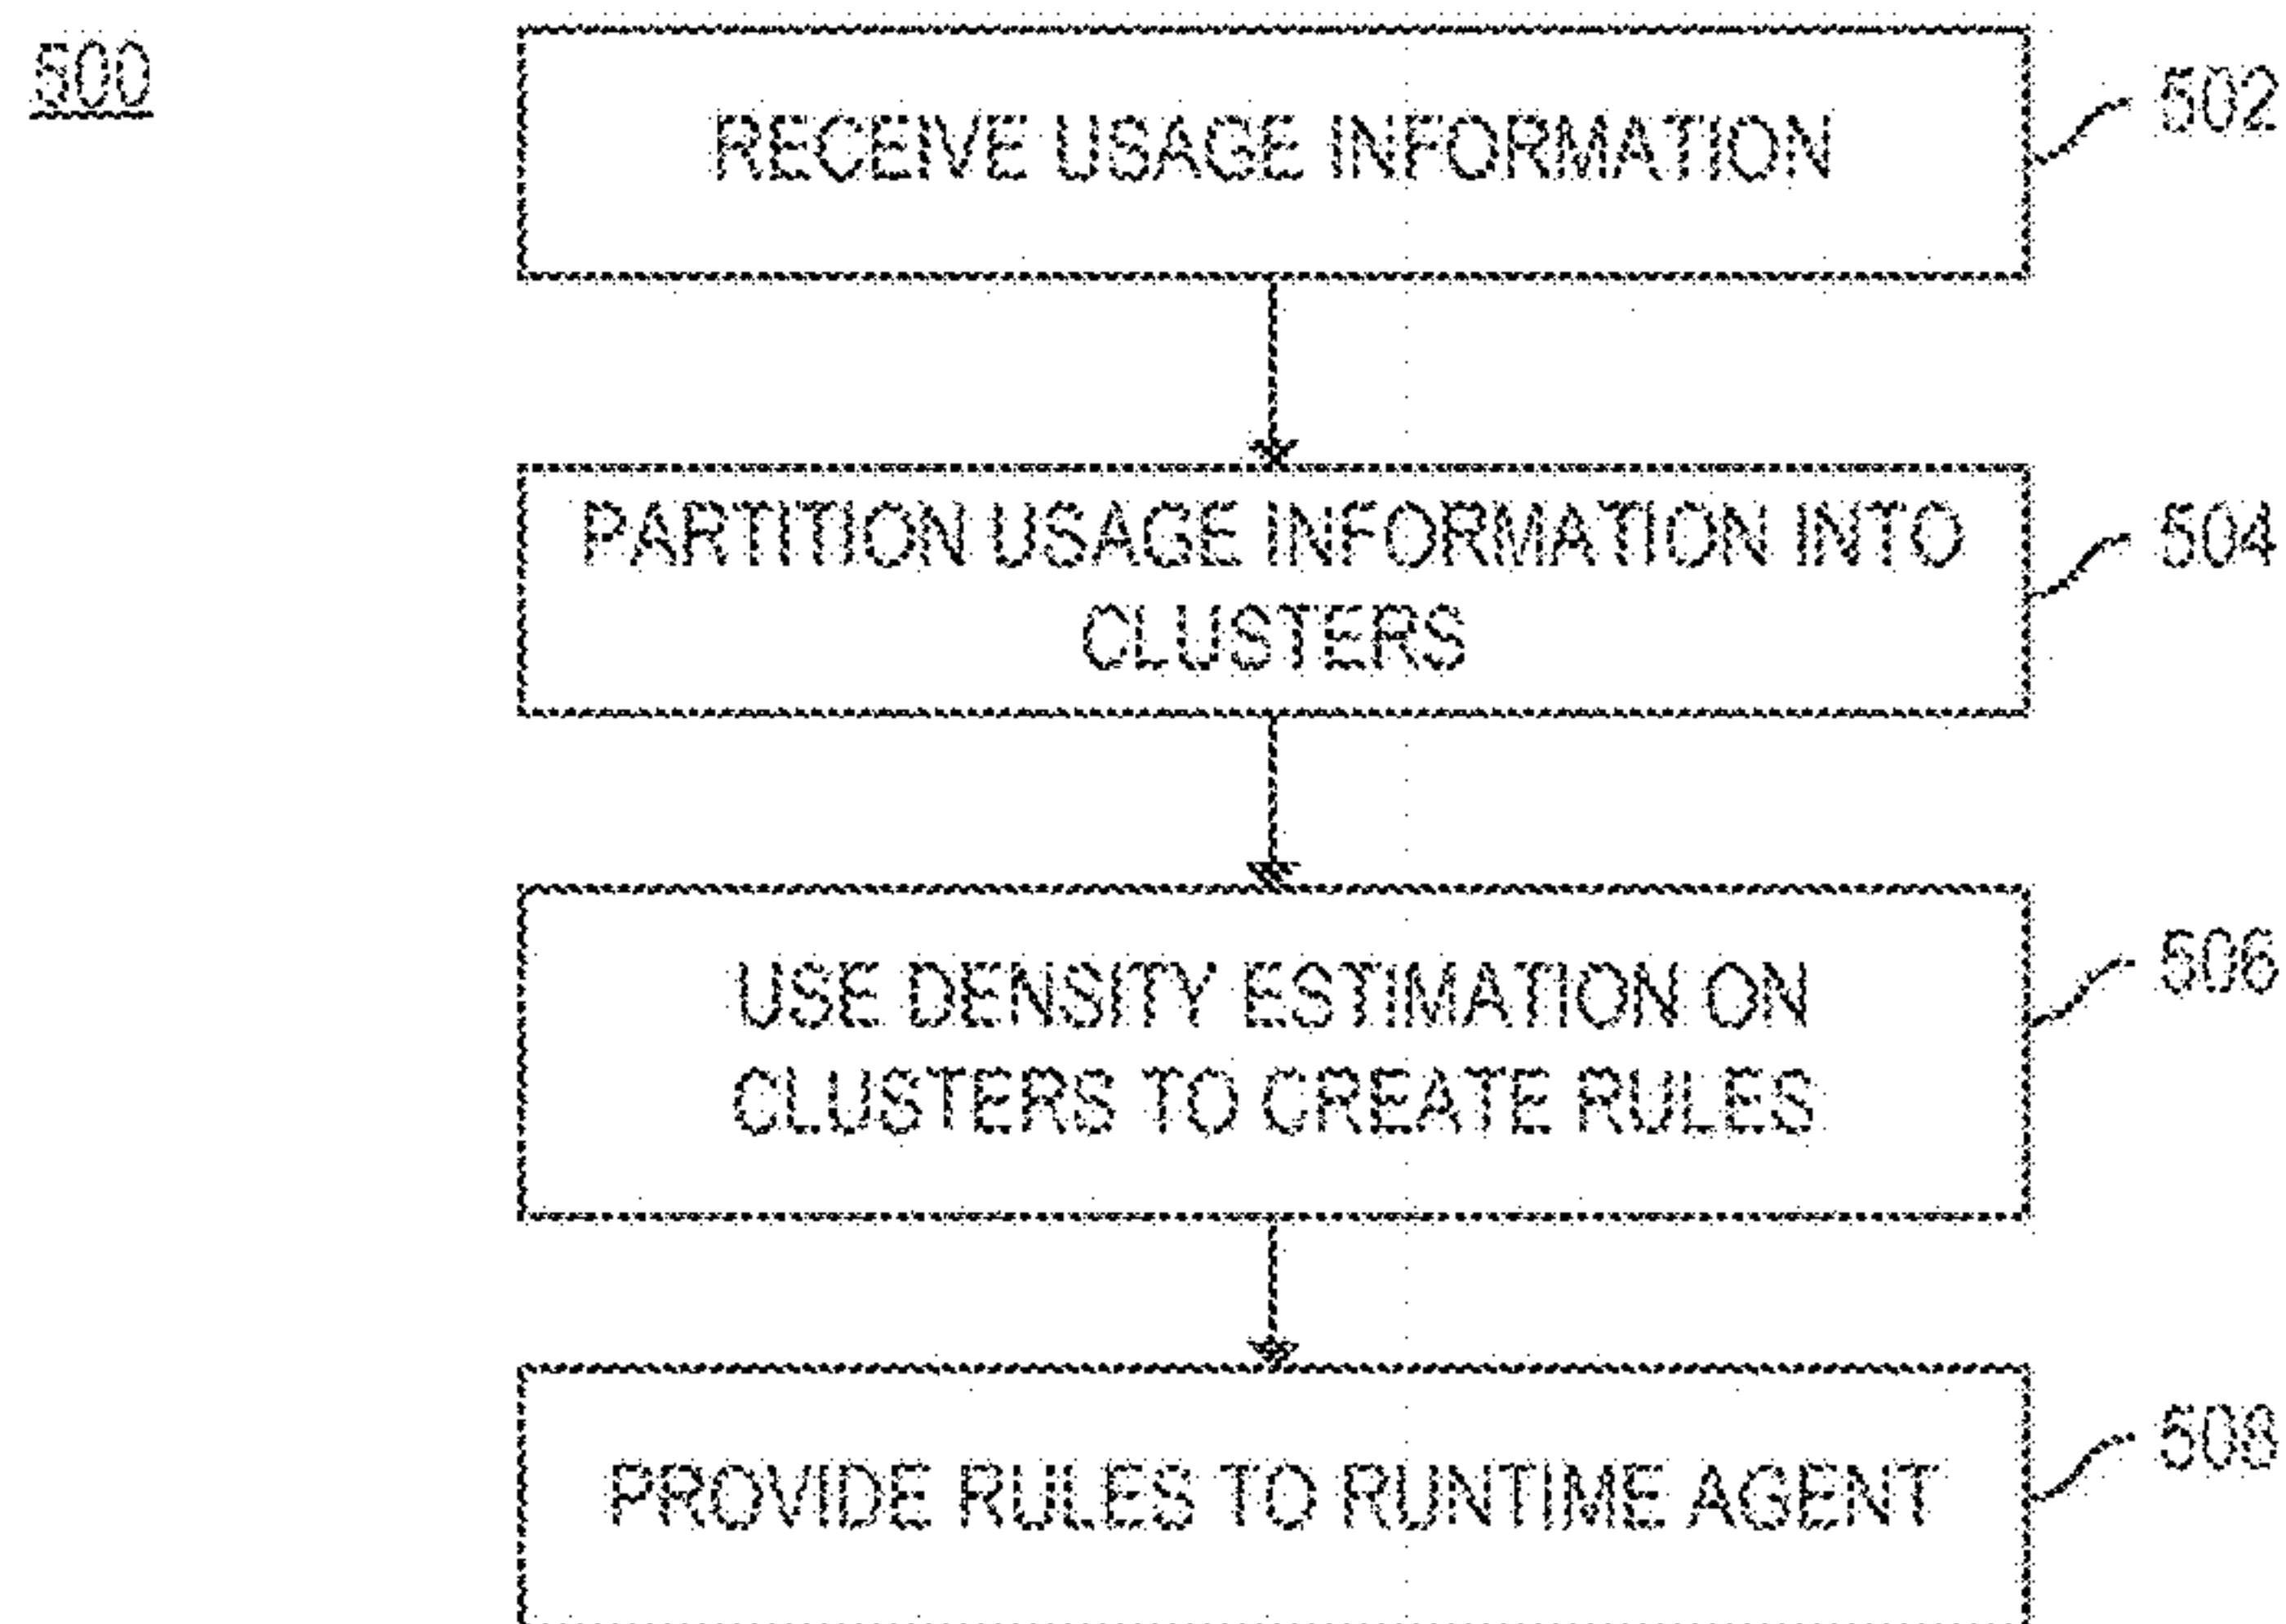 500
RECEIVE USAGE INFORMATION
502
PARTITION USAGE INFORMATION INTO
CLUSTERS
504
USE DENSITY ESTIMATION ON
CLUSTERS TO CREATE RULES
506
PROVIDE RULES TO RUNTIME AGENT
508